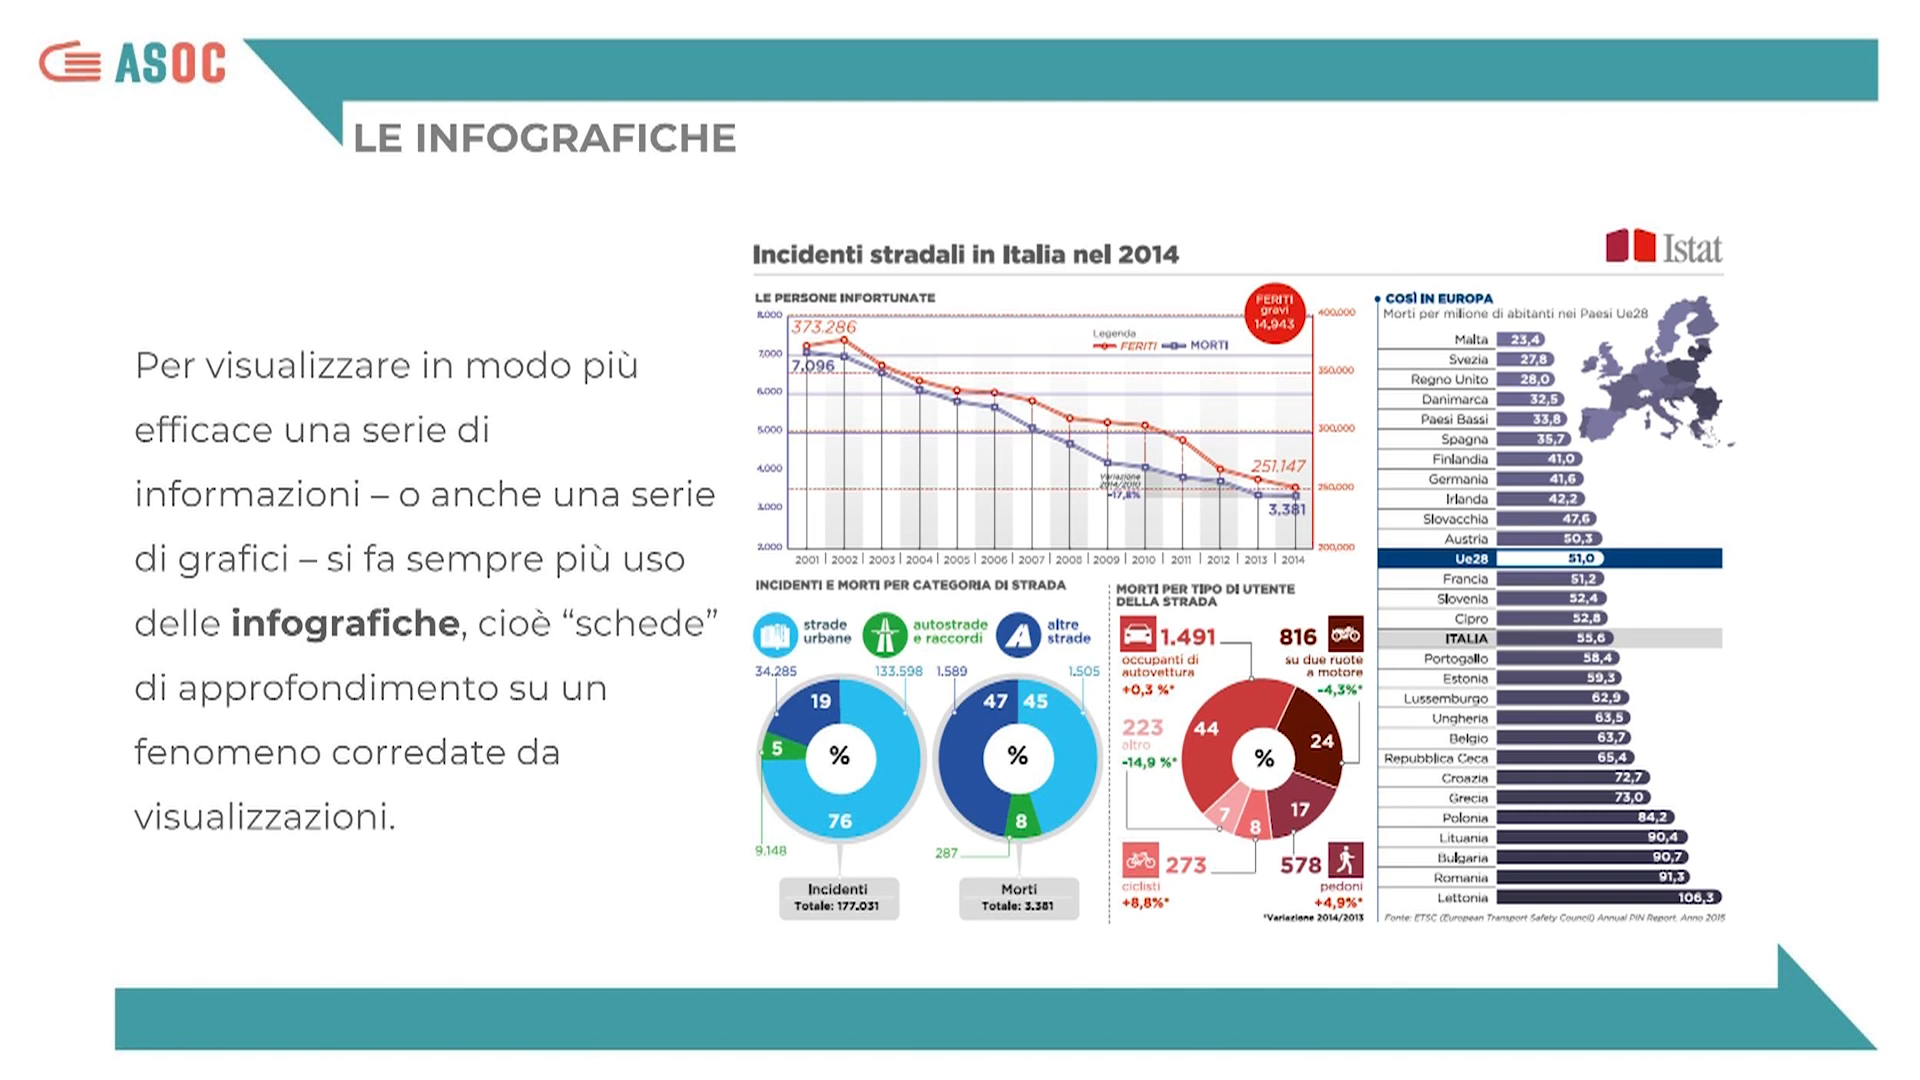 ASOC
LE INFOGRAFICHE
Per visualizzare in modo più
efficace una serie di
informazioni – o anche una serie
di grafici – si fa sempre più uso
delle infografiche, cioè “schede”
di approfondimento su un
fenomeno corredate da
visualizzazioni.
Incidenti stradali in Italia nel 2014
Istat
LE PERSONE INFORTUNATE
FERITI
gravi
14.943
8,000
7,000
6,000
5,000
4,000
3,000
2,000
373.286
7.096
Legenda
FERITI MORTI
Variazione
2014/2010
-17,8%
251.147
3.381
400,000
350,000
300,000
250,000
200,000
2001 2002 2003 2004 2005 2006 2007 2008 2009 2010 2011 2012 2013 2014
INCIDENTI E MORTI PER CATEGORIA DI STRADA
strade
urbane
autostrade
e raccordi
altre
strade
34.285 133.598 1.589 1.505
19
5
%
76
9.148
47 45
%
8
287
Incidenti
Totale: 177.031
Morti
Totale: 3.381
MORTI PER TIPO DI UTENTE
DELLA STRADA
1.491
occupanti di
autovettura
+0,3 %*
816
su due ruote
a motore
-4,3%*
223
altro
-14,9 %*
44
24
%
7
8
17
273
ciclisti
+8,8%*
578
pedoni
+4,9%*
*Variazione 2014/2013
COSÌ IN EUROPA
Morti per milione di abitanti nei Paesi Ue28
Malta 23,4
Svezia 27,8
Regno Unito 28,0
Danimarca 32,5
Paesi Bassi 33,8
Spagna 35,7
Finlandia 41,0
Germania 41,6
Irlanda 42,2
Slovacchia 47,6
Austria 50,3
Ue28 51,0
Francia 51,2
Slovenia 52,4
Cipro 52,8
ITALIA 55,6
Portogallo 58,4
Estonia 59,3
Lussemburgo 62,9
Ungheria 63,5
Belgio 63,7
Repubblica Ceca 65,4
Croazia 72,7
Grecia 73,0
Polonia 84,2
Lituania 90,4
Bulgaria 90,7
Romania 91,3
Lettonia 106,3
Fonte: ETSC (European Transport Safety Council) Annual PIN Report. Anno 2015